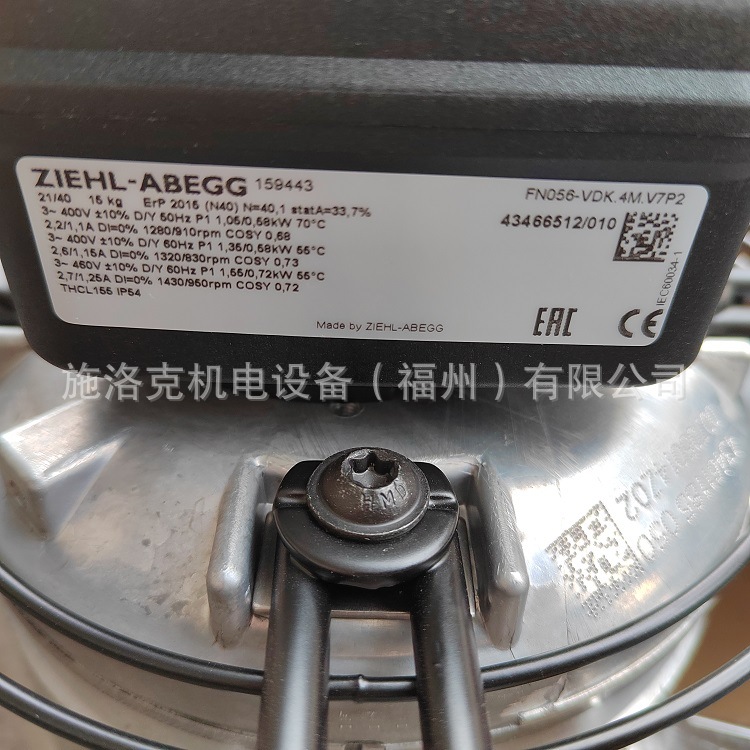 ZIEHL-ABEGG 159443
FN056-VDK.4M.V7P2
21/40 15 kg ErP 2015 (N40) N=40,1 statA=33,7%
43466512/010
3~ 400V ±10% D/Y 50Hz P1 1,05/0,58kW 70°C
2,2/1,1A DI=0% 1280/910rpm COSY 0,68
3~ 400V ±10% D/Y 60Hz P1 1,35/0,58kW 55°C
2,6/1,15A DI=0% 1320/830rpm COSY 0,73
3~ 460V ±10% D/Y 60Hz P1 1,55/0,72kW 55°C
2,7/1,25A DI=0% 1430/950rpm COSY 0,72
THCL155 IP54
IEC60034-1
Made by ZIEHL-ABEGG
EAC CE
施洛克机电设备（福州）有限公司
HMD